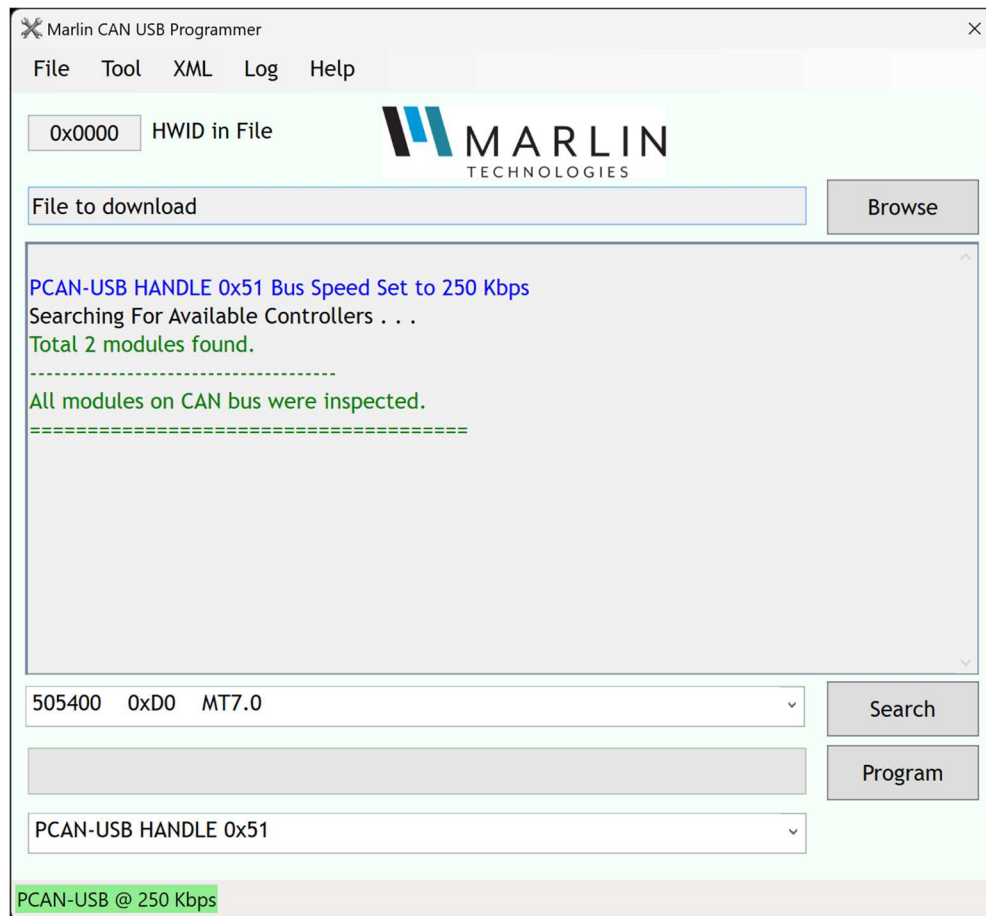 Marlin CAN USB Programmer
File Tool XML Log Help
0x0000 HWID in File
MARLIN
TECHNOLOGIES
File to download
Browse
PCAN-USB HANDLE 0x51 Bus Speed Set to 250 Kbps
Searching For Available Controllers . . .
Total 2 modules found.
------------------------------------
All modules on CAN bus were inspected.
======================================
505400 0xD0 MT7.0
Search
Program
PCAN-USB HANDLE 0x51
PCAN-USB @ 250 Kbps